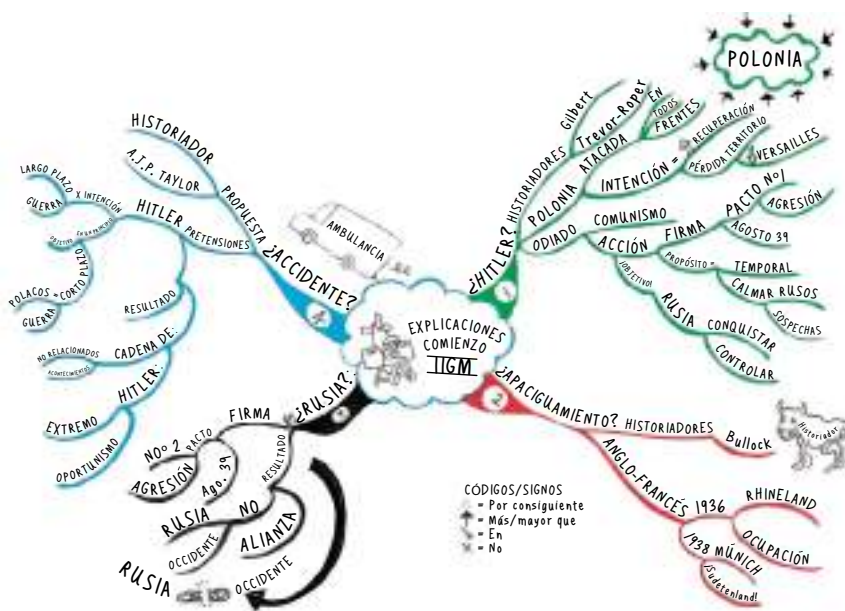 EXPLICACIONES
COMIENZO
IIGM
¿HITLER?
1
HISTORIADORES
Gilbert
Trevor-Roper
POLONIA
ATACADA
EN
TODOS
FRENTES
POLONIA
INTENCIÓN =
RECUPERACIÓN
PÉRDIDA TERRITORIO
VERSAILLES
ODIADO
COMUNISMO
ACCIÓN
FIRMA
PACTO Nº1
AGRESIÓN
AGOSTO 39
PROPÓSITO =
TEMPORAL
CALMAR RUSOS
SOSPECHAS
¡OBJETIVO!
RUSIA
CONQUISTAR
CONTROLAR
¿APACIGUAMIENTO?
2
HISTORIADORES
Bullock
Historiador
ANGLO-FRANCÉS
1936
RHINELAND
OCUPACIÓN
1938 MÚNICH
¡Sudetenland!
¿RUSIA?
FIRMA
PACTO
Nº 2
AGRESIÓN
Ago. 39
RESULTADO
NO
RUSIA
OCCIDENTE
ALIANZA
RUSIA
OCCIDENTE
¿ACCIDENTE?
4
AMBULANCIA
PROPUESTA
HISTORIADOR
A.J.P. TAYLOR
PRETENSIONES
HITLER
X INTENCIÓN
LARGO PLAZO
GUERRA
OBJETIVO
CORTO PLAZO
POLACOS =
GUERRA
RESULTADO
CADENA DE:
NO RELACIONADOS
ACONTECIMIENTOS
HITLER:
EXTREMO
OPORTUNISMO
CÓDIGOS/SIGNOS
= Por consiguiente
= Más/mayor que
= En
= No